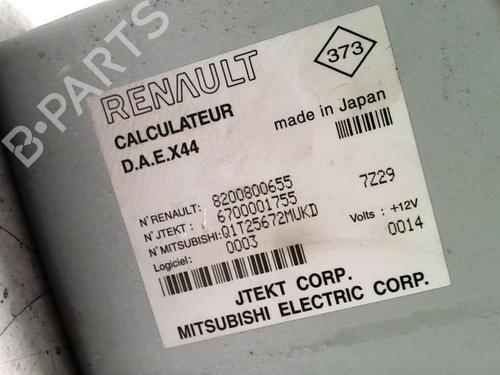 B-PARTS
RENAULT
373
CALCULATEUR
made in Japan
D.A.E.X44
N° RENAULT: 8200800655 7Z29
N° JTEKT : 6700001755
N° MITSUBISHI: Q1T25672MUKD Volts : +12V
Logiciel: 0003 0014
JTEKT CORP.
MITSUBISHI ELECTRIC CORP.